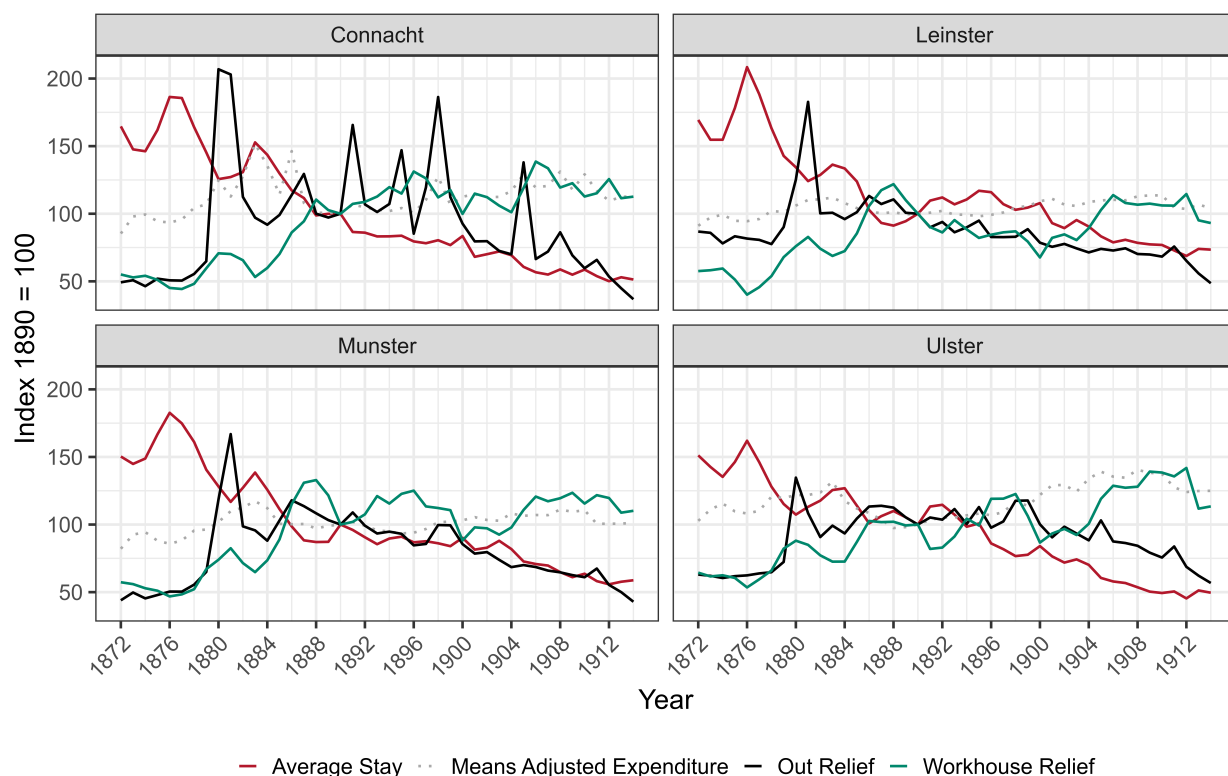 Connacht
Leinster
200
150
100
50
Munster
Ulster
200
150
100
50
Index 1890 = 100
1872 1876 1880 1884 1888 1892 1896 1900 1904 1908 1912
1872 1876 1880 1884 1888 1892 1896 1900 1904 1908 1912
Year
Average Stay Means Adjusted Expenditure Out Relief Workhouse Relief